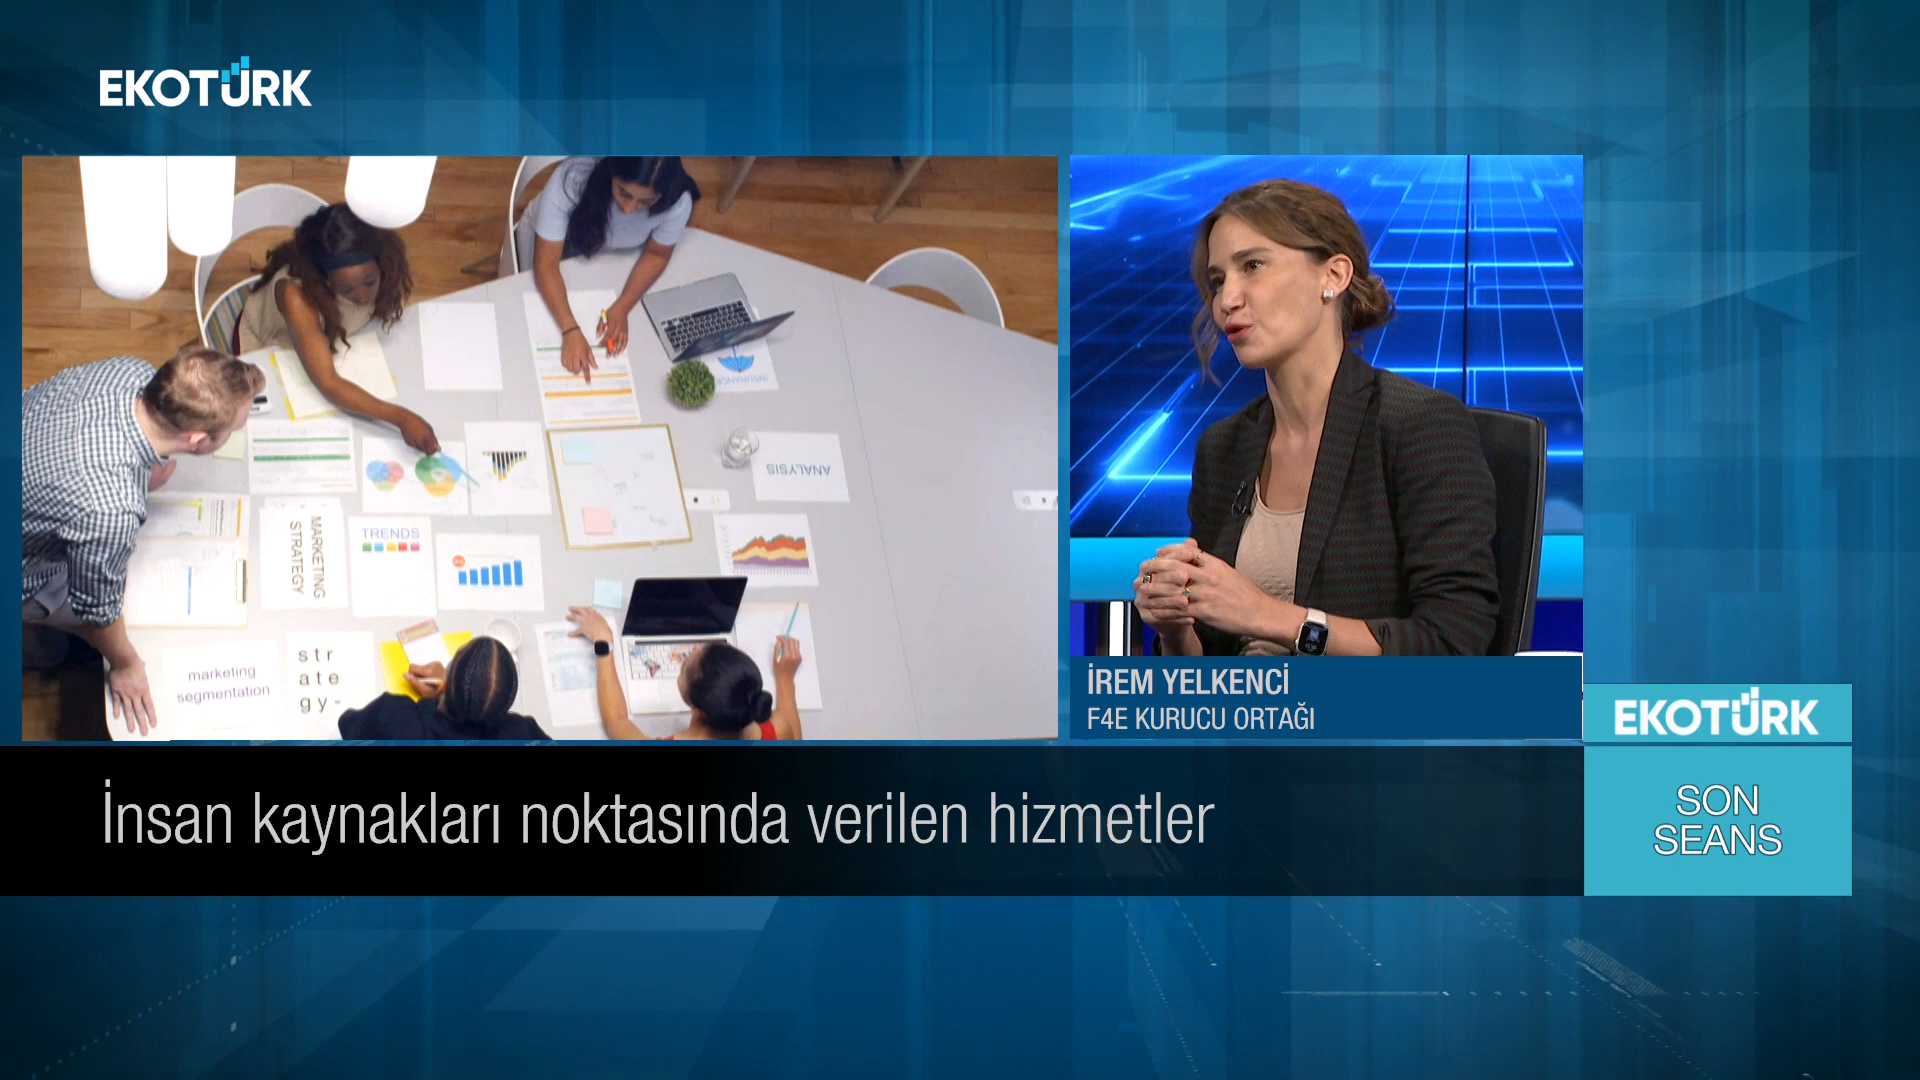 EKOTÜRK
INSURANCE
ANALYSIS
MARKETING
STRATEGY
TRENDS
marketing
segmentation
str
ate
gy-
İREM YELKENCİ
F4E KURUCU ORTAĞI
EKOTÜRK
İnsan kaynakları noktasında verilen hizmetler
SON
SEANS